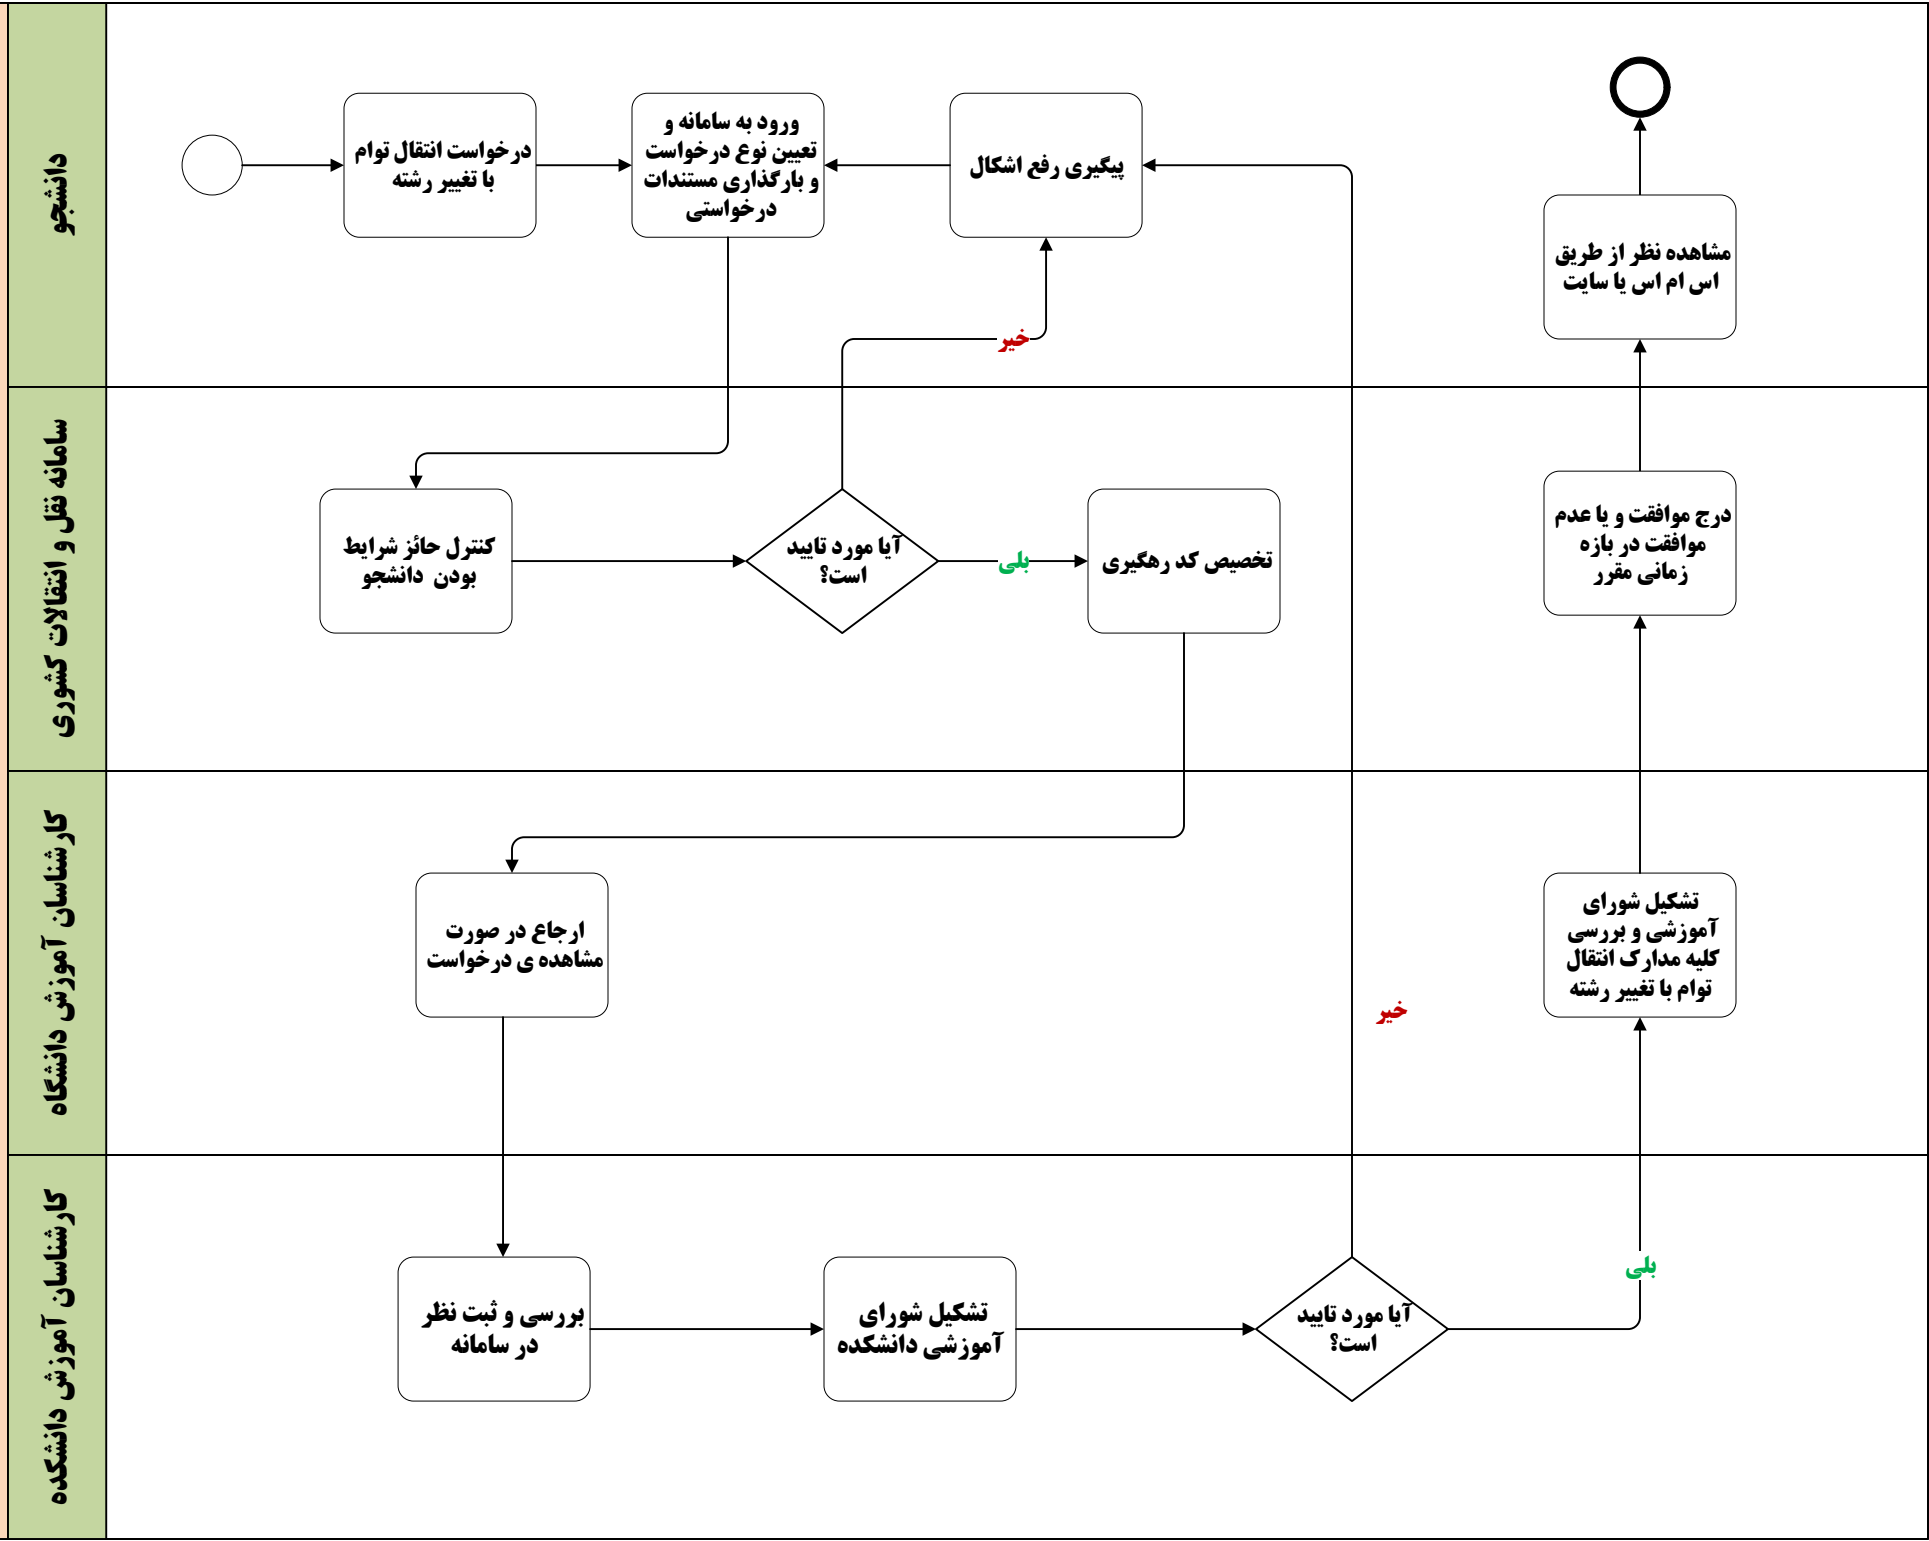 دانشجو
درخواست انتقال توام
با تغییر رشته
ورود به سامانه و
تعیین نوع درخواست
و بارگذاری مستندات
درخواستی
پیگیری رفع اشکال
مشاهده نظر از طریق
اس ام اس یا سایت
خیر
سامانه نقل و انتقالات کشوری
کنترل حائز شرایط
بودن دانشجو
آیا مورد تایید
است؟
بلی
تخصیص کد رهگیری
درج موافقت و یا عدم
موافقت در بازه
زمانی مقرر
کارشناسان آموزش دانشگاه
ارجاع در صورت
مشاهده ی درخواست
خیر
تشکیل شورای
آموزشی و بررسی
کلیه مدارک انتقال
توام با تغییر رشته
کارشناسان آموزش دانشکده
بررسی و ثبت نظر
در سامانه
تشکیل شورای
آموزشی دانشکده
آیا مورد تایید
است؟
بلی